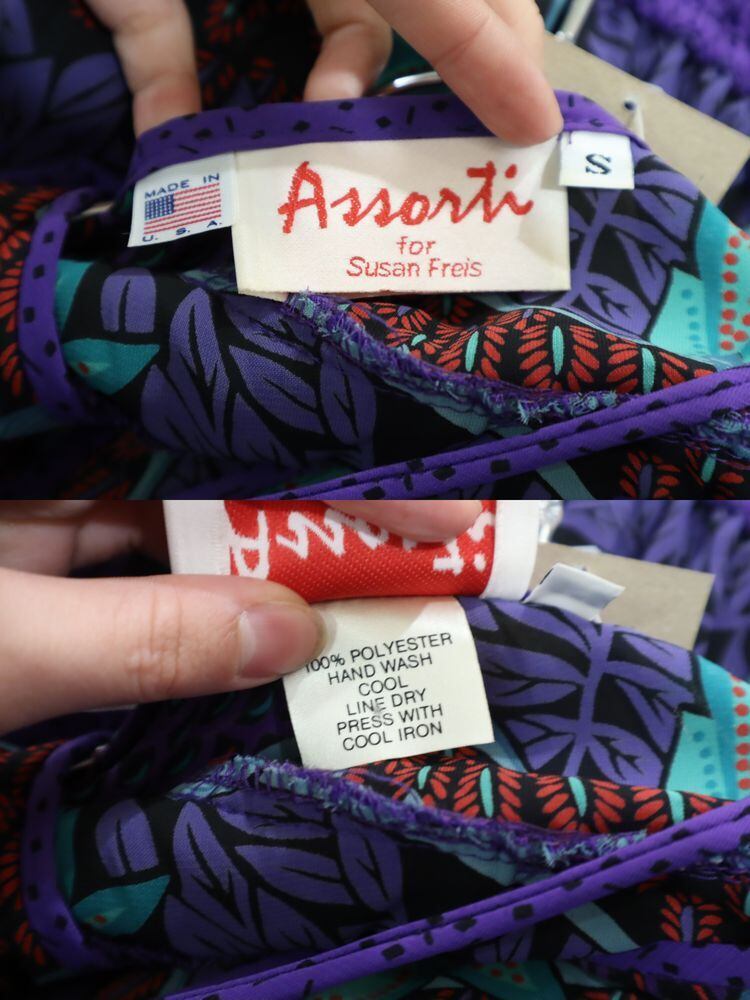 MADE IN
U. S. A.
Assorti
for
Susan Freis
S
100% POLYESTER
HAND WASH
COOL
LINE DRY
PRESS WITH
COOL IRON